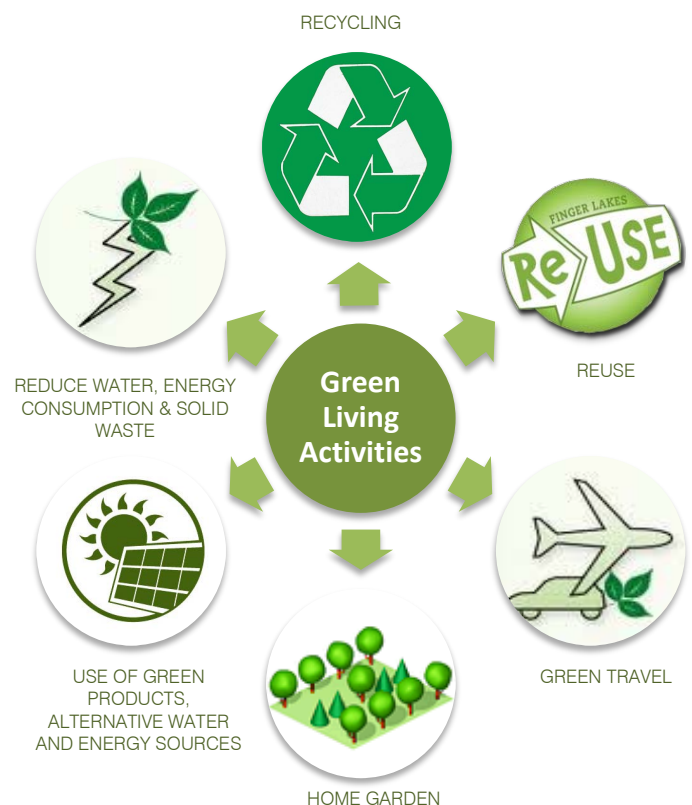 RECYCLING
FINGER LAKES
Re USE
REUSE
REDUCE WATER, ENERGY
CONSUMPTION & SOLID
WASTE
Green
Living
Activities
USE OF GREEN
PRODUCTS,
ALTERNATIVE WATER
AND ENERGY SOURCES
GREEN TRAVEL
HOME GARDEN